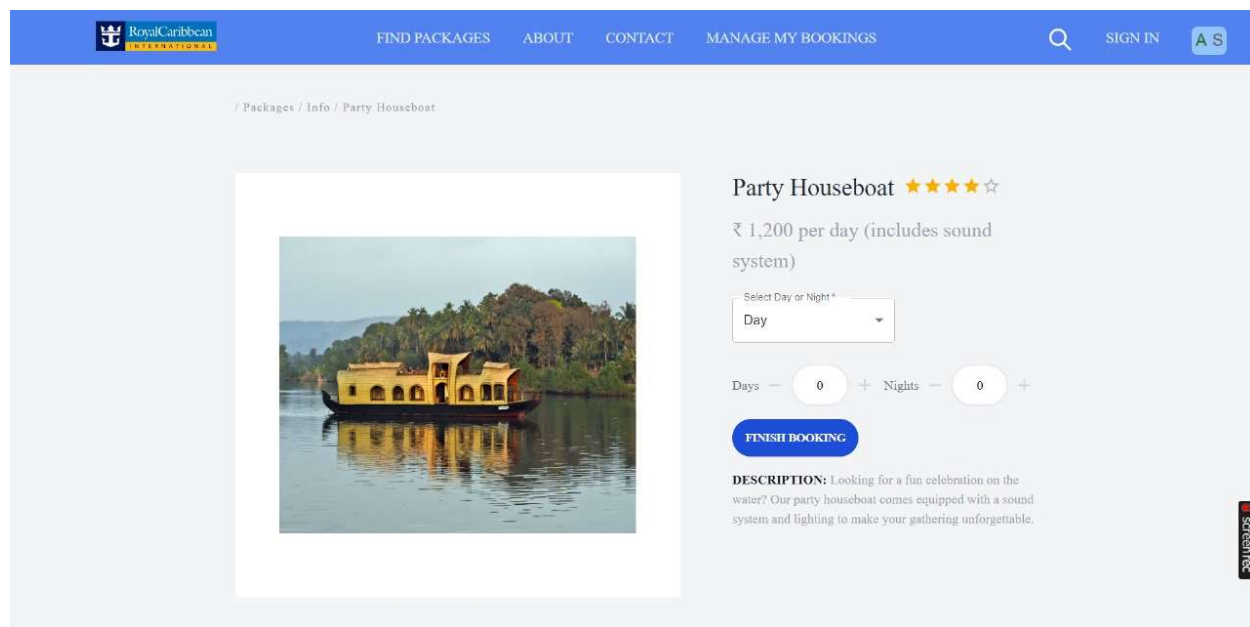 RoyalCaribbean
INTERNATIONAL
FIND PACKAGES ABOUT CONTACT MANAGE MY BOOKINGS
SIGN IN
A S
/ Packages / Info / Party Houseboat
Party Houseboat
₹ 1,200 per day (includes sound
system)
Select Day or Night *
Day
Days − 0 + Nights − 0 +
FINISH BOOKING
DESCRIPTION: Looking for a fun celebration on the
water? Our party houseboat comes equipped with a sound
system and lighting to make your gathering unforgettable.
screenrec